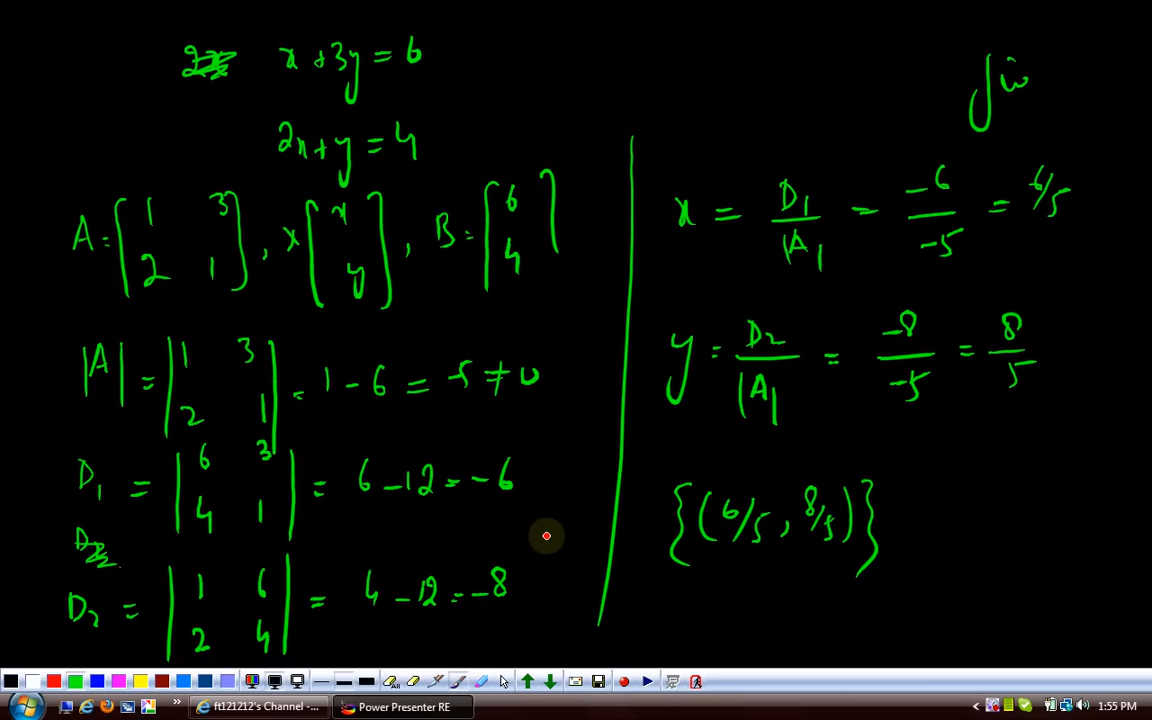 x + 3y = 6
2x + y = 4
A = [1 3 2 1], x [x y], B = [6 4]
|A| = |1 3 2 1| = 1 - 6 = -5 ≠ 0
D1 = |6 3 4 1| = 6 - 12 = -6
D2 = |1 6 2 4| = 4 - 12 = -8
x = D1/|A| = -6/-5 = 6/5
y = D2/|A| = -8/-5 = 8/5
{(6/5, 8/5)}
ft121212's Channel - ...
Power Presenter RE
1:55 PM